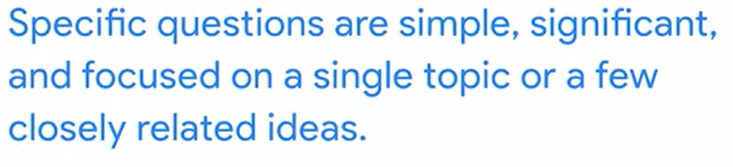 Specific questions are simple, significant,
and focused on a single topic or a few
closely related ideas.